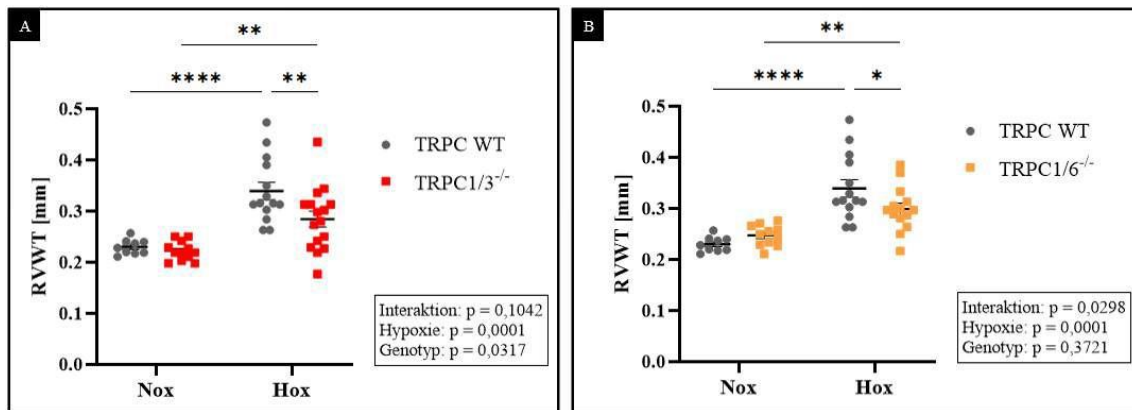 A
**
****
**
0.5
0.4
0.3
0.2
0.1
0.0
RVWT [mm]
Nox
Hox
TRPC WT
TRPC1/3-/-
Interaktion: p = 0,1042
Hypoxie: p = 0,0001
Genotyp: p = 0,0317
B
**
****
*
0.5
0.4
0.3
0.2
0.1
0.0
RVWT [mm]
Nox
Hox
TRPC WT
TRPC1/6-/-
Interaktion: p = 0,0298
Hypoxie: p = 0,0001
Genotyp: p = 0,3721